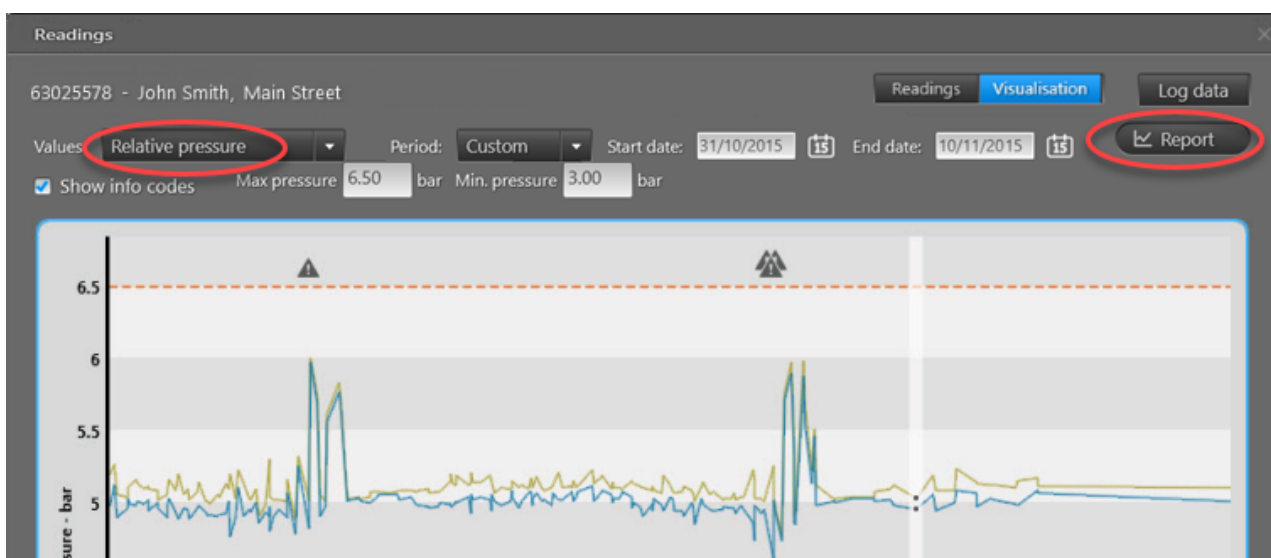 Readings
63025578 - John Smith, Main Street
Readings Visualisation Log data
Values Relative pressure Period: Custom Start date: 31/10/2015 15 End date: 10/11/2015 15 Report
Show info codes Max pressure 6.50 bar Min. pressure 3.00 bar
6.5
6
5.5
5
sure - bar